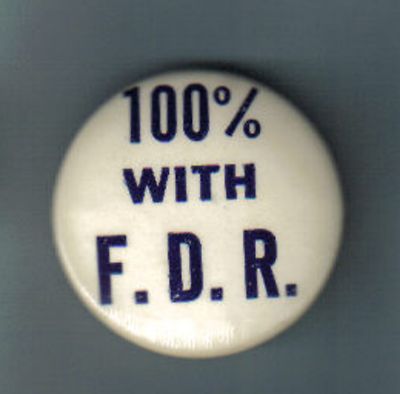 100%
WITH
F. D. R.